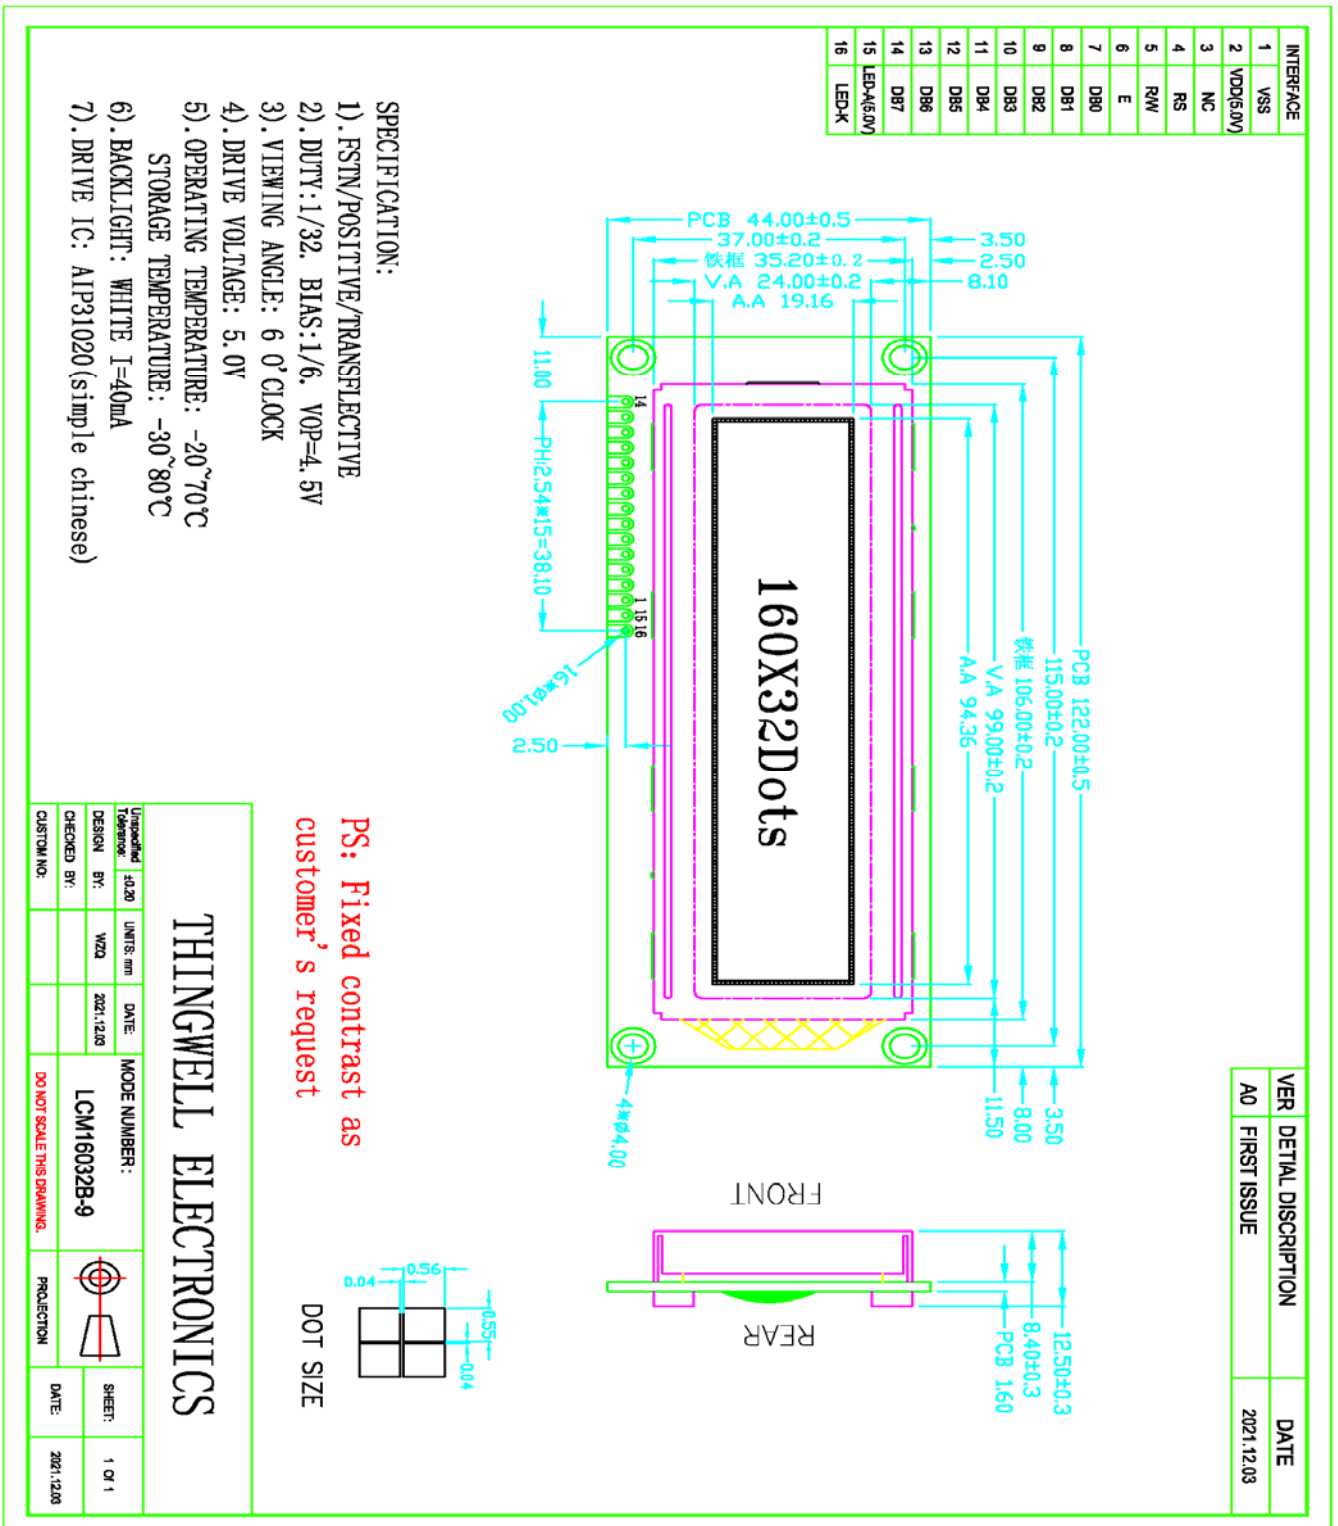 INTERFACE
1 VSS
2 VDD(5.0V)
3 NC
4 RS
5 R/W
6 E
7 DB0
8 DB1
9 DB2
10 DB3
11 DB4
12 DB5
13 DB6
14 DB7
15 LED-A(5.0V)
16 LED-K
VER DETIAL DISCRIPTION DATE
A0 FIRST ISSUE 2021.12.03
PCB 44.00±0.5
37.00±0.2
铁框 35.20±0.2
V.A 24.00±0.2
A.A 19.16
3.50
2.50
8.10
11.00
PH:2.54*15=38.10
14
1 15 16
16*Ø1.00
2.50
160X32Dots
PCB 122.00±0.5
115.00±0.2
铁框 106.00±0.2
V.A 99.00±0.2
A.A 94.36
3.50
8.00
11.50
4*Ø4.00
FRONT
REAR
12.50±0.3
8.40±0.3
PCB 1.60
SPECIFICATION:
1).FSTN/POSITIVE/TRANSFLECTIVE
2).DUTY:1/32. BIAS:1/6. VOP=4.5V
3).VIEWING ANGLE: 6 O'CLOCK
4).DRIVE VOLTAGE: 5.0V
5).OPERATING TEMPERATURE: -20~70℃
STORAGE TEMPERATURE: -30~80℃
6).BACKLIGHT: WHITE I=40mA
7).DRIVE IC: AIP31020(simple chinese)
PS: Fixed contrast as
customer's request
0.56
0.04
0.55
0.04
DOT SIZE
THINGWELL ELECTRONICS
Unspecified
Tolerance: ±0.20 UNITS: mm DATE:
DESIGN BY: WZQ 2021.12.03
CHECKED BY:
CUSTOM NO:
MODE NUMBER :
LCM16032B-9
DO NOT SCALE THIS DRAWING.
PROJECTION
SHEET: 1 Of 1
DATE: 2021.12.03